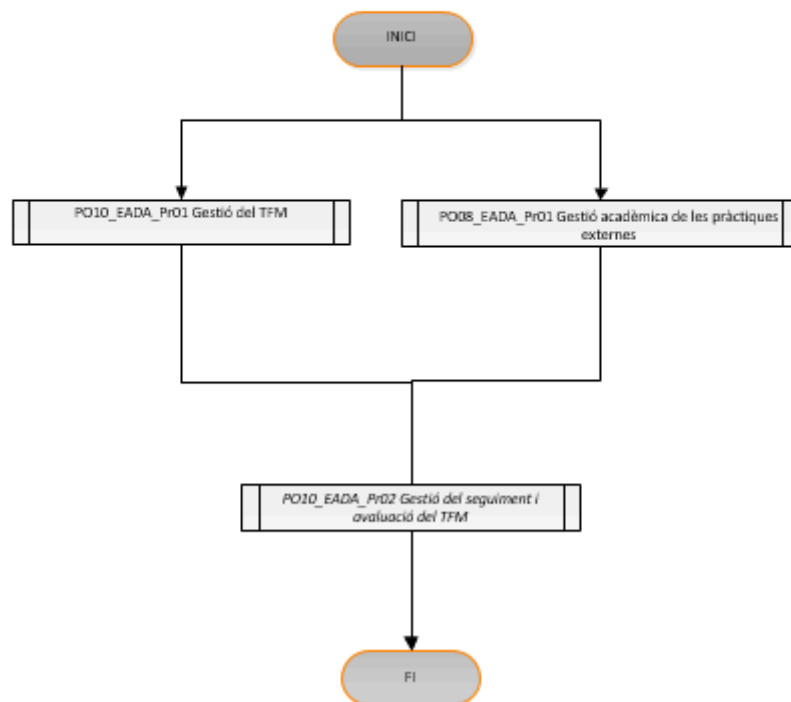 INICI
PO10_EADA_Pr01 Gestió del TFM
PO08_EADA_Pr01 Gestió acadèmica de les pràctiques
externes
PO10_EADA_Pr02 Gestió del seguiment i
avaluació del TFM
FI